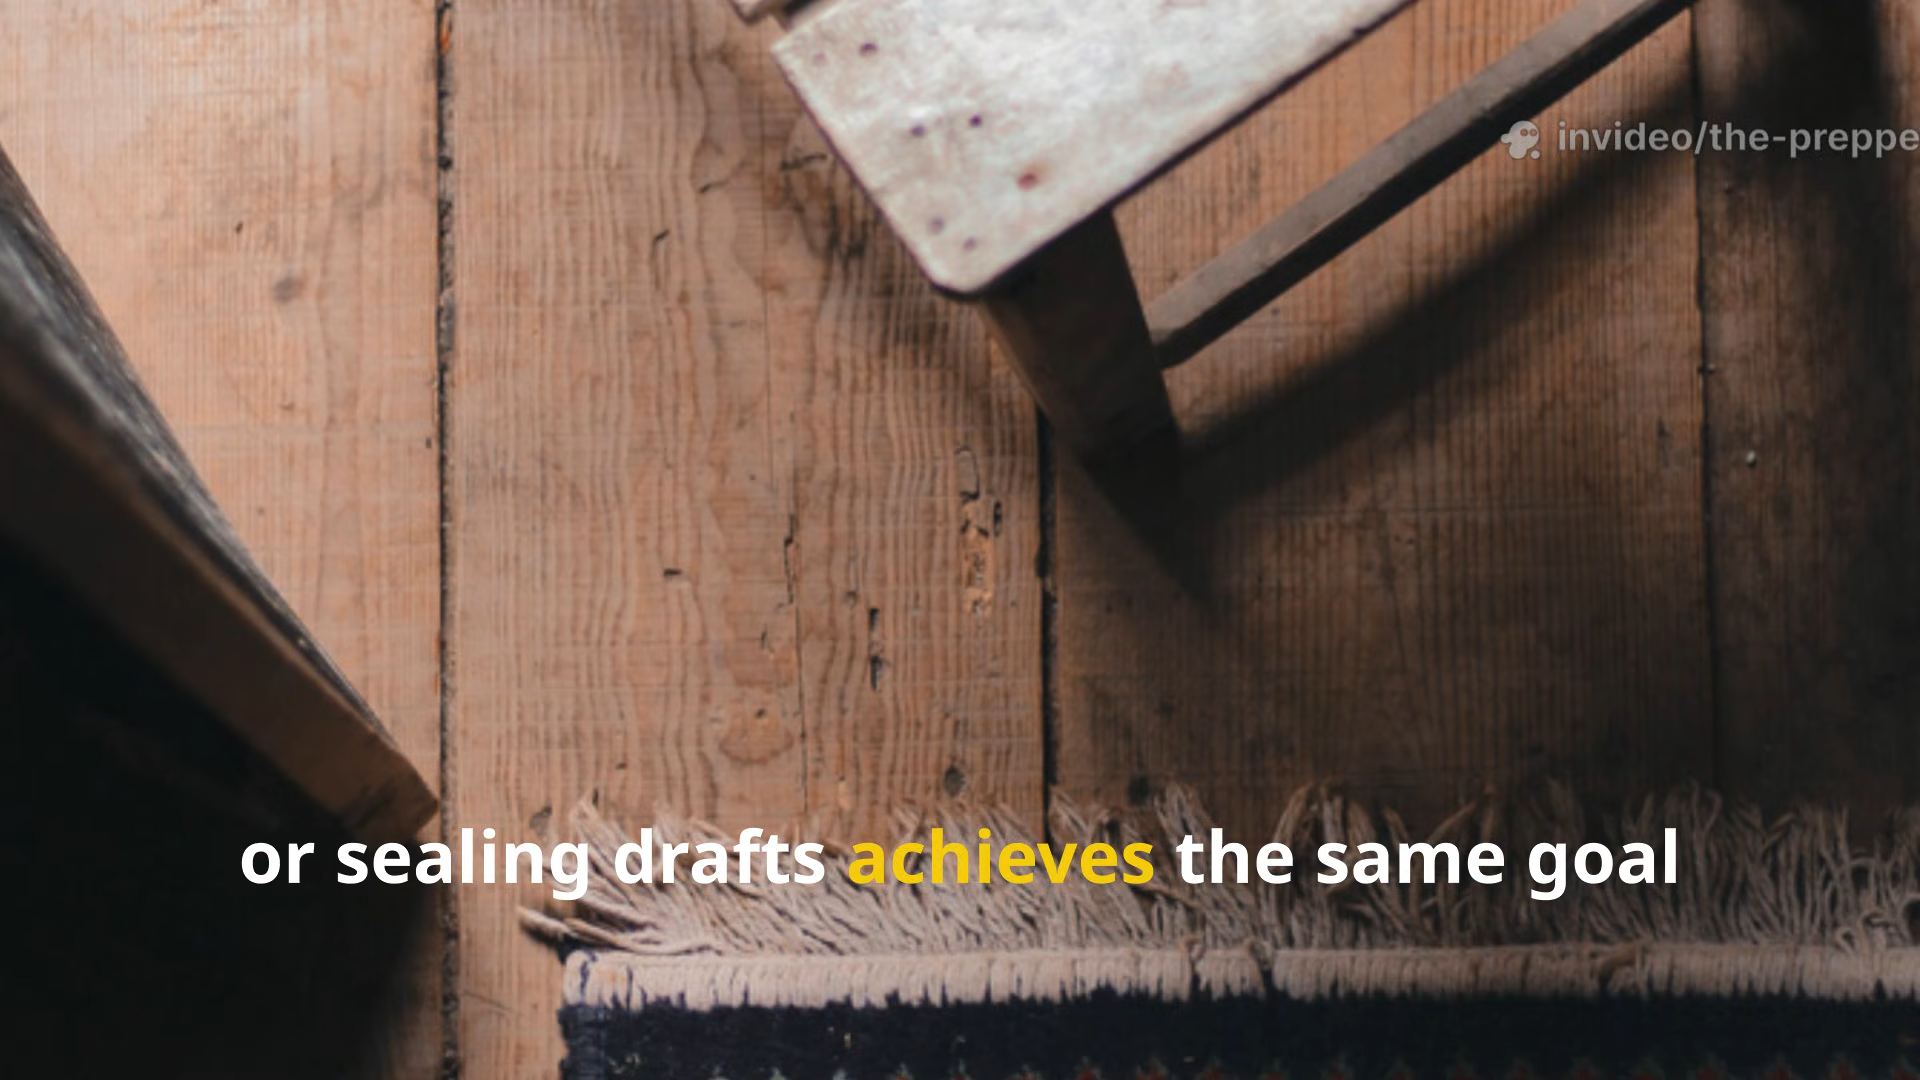 invideo/the-preppe
or sealing drafts achieves the same goal